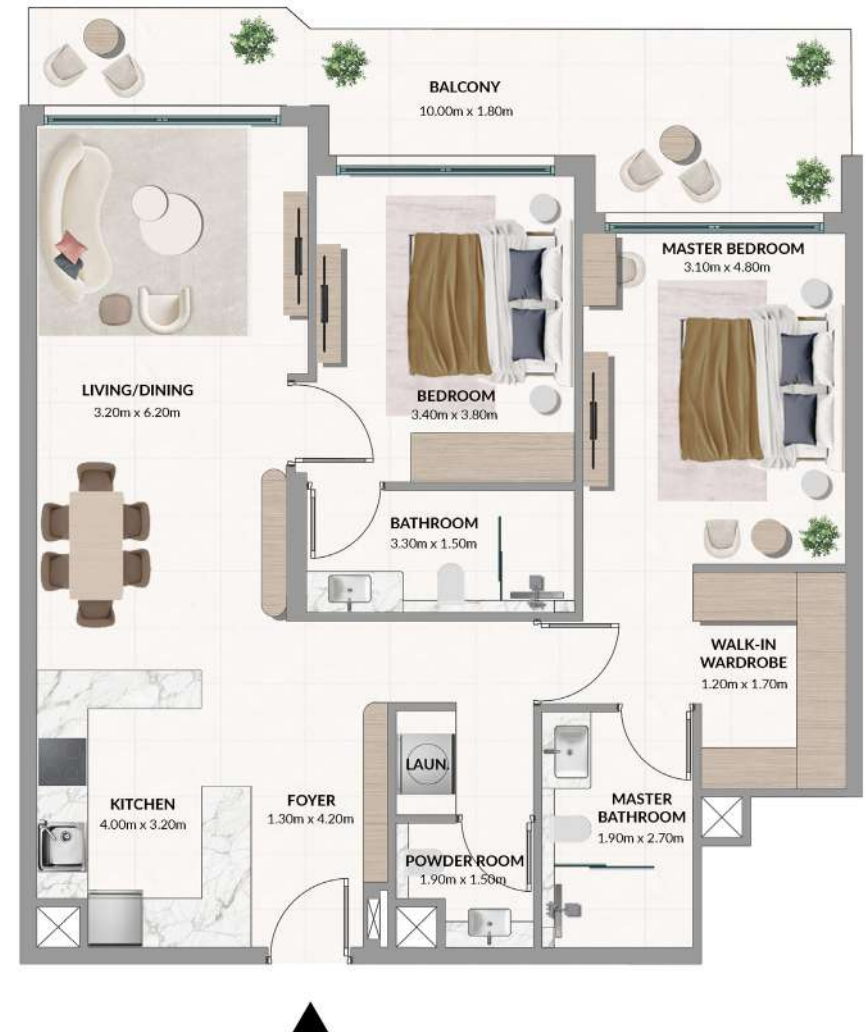 BALCONY
10.00m x 1.80m
MASTER BEDROOM
3.10m x 4.80m
LIVING/DINING
3.20m x 6.20m
BEDROOM
3.40m x 3.80m
BATHROOM
3.30m x 1.50m
WALK-IN
WARDROBE
1.20m x 1.70m
LAUN.
KITCHEN
4.00m x 3.20m
FOYER
1.30m x 4.20m
MASTER
BATHROOM
1.90m x 2.70m
POWDER ROOM
1.90m x 1.50m